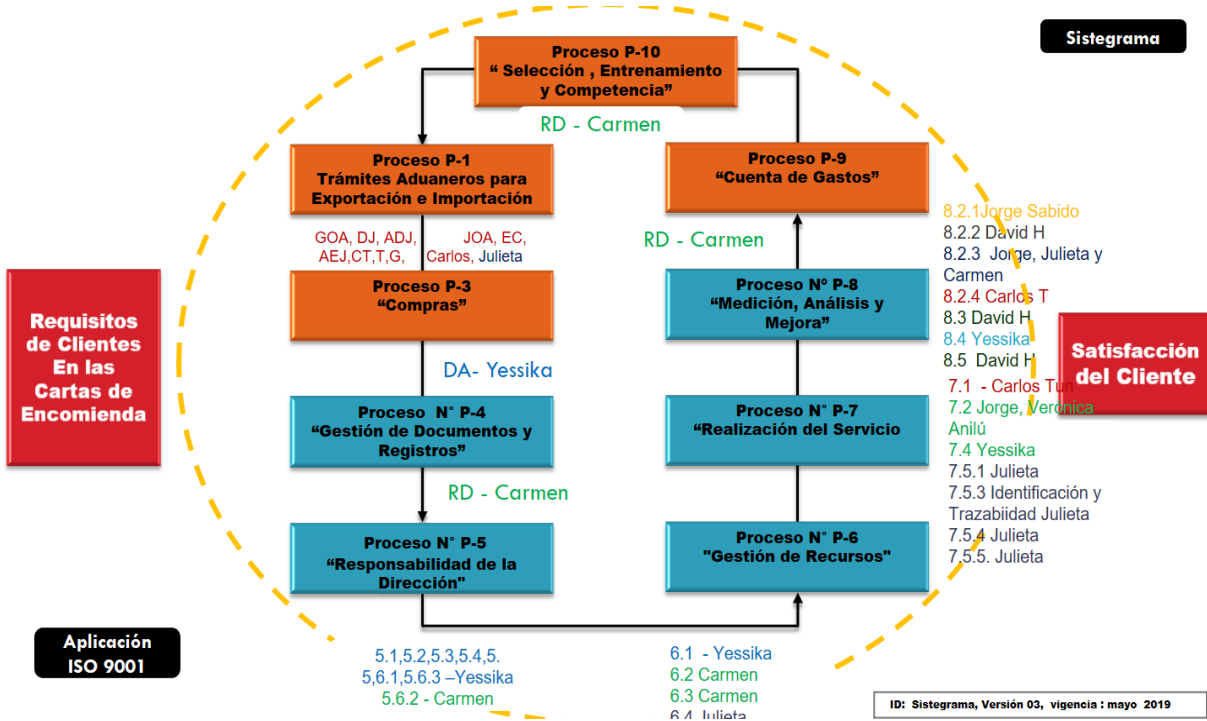 Sistegrama
Proceso P-10
“ Selección , Entrenamiento
y Competencia”
RD - Carmen
Proceso P-1
Trámites Aduaneros para
Exportación e Importación
GOA, DJ, ADJ, JOA, EC,
AEJ,CT,T,G, Carlos, Julieta
Proceso P-3
“Compras”
DA- Yessika
Proceso N° P-4
“Gestión de Documentos y
Registros”
RD - Carmen
Proceso N° P-5
“Responsabilidad de la
Dirección"
5.1,5.2,5.3,5.4,5.
5,6.1,5.6.3 –Yessika
5.6.2 - Carmen
Proceso P-9
“Cuenta de Gastos”
RD - Carmen
Proceso Nº P-8
“Medición, Análisis y
Mejora”
Proceso N° P-7
“Realización del Servicio
Proceso N° P-6
"Gestión de Recursos"
6.1 - Yessika
6.2 Carmen
6.3 Carmen
6.4 Julieta
8.2.1Jorge Sabido
8.2.2 David H
8.2.3 Jorge, Julieta y
Carmen
8.2.4 Carlos T
8.3 David H
8.4 Yessika
8.5 David H
7.1 - Carlos Tun
7.2 Jorge, Verónica
Anilú
7.4 Yessika
7.5.1 Julieta
7.5.3 Identificación y
Trazabiidad Julieta
7.5.4 Julieta
7.5.5. Julieta
Requisitos
de Clientes
En las
Cartas de
Encomienda
Satisfacción
del Cliente
Aplicación
ISO 9001
ID: Sistegrama, Versión 03, vigencia : mayo 2019